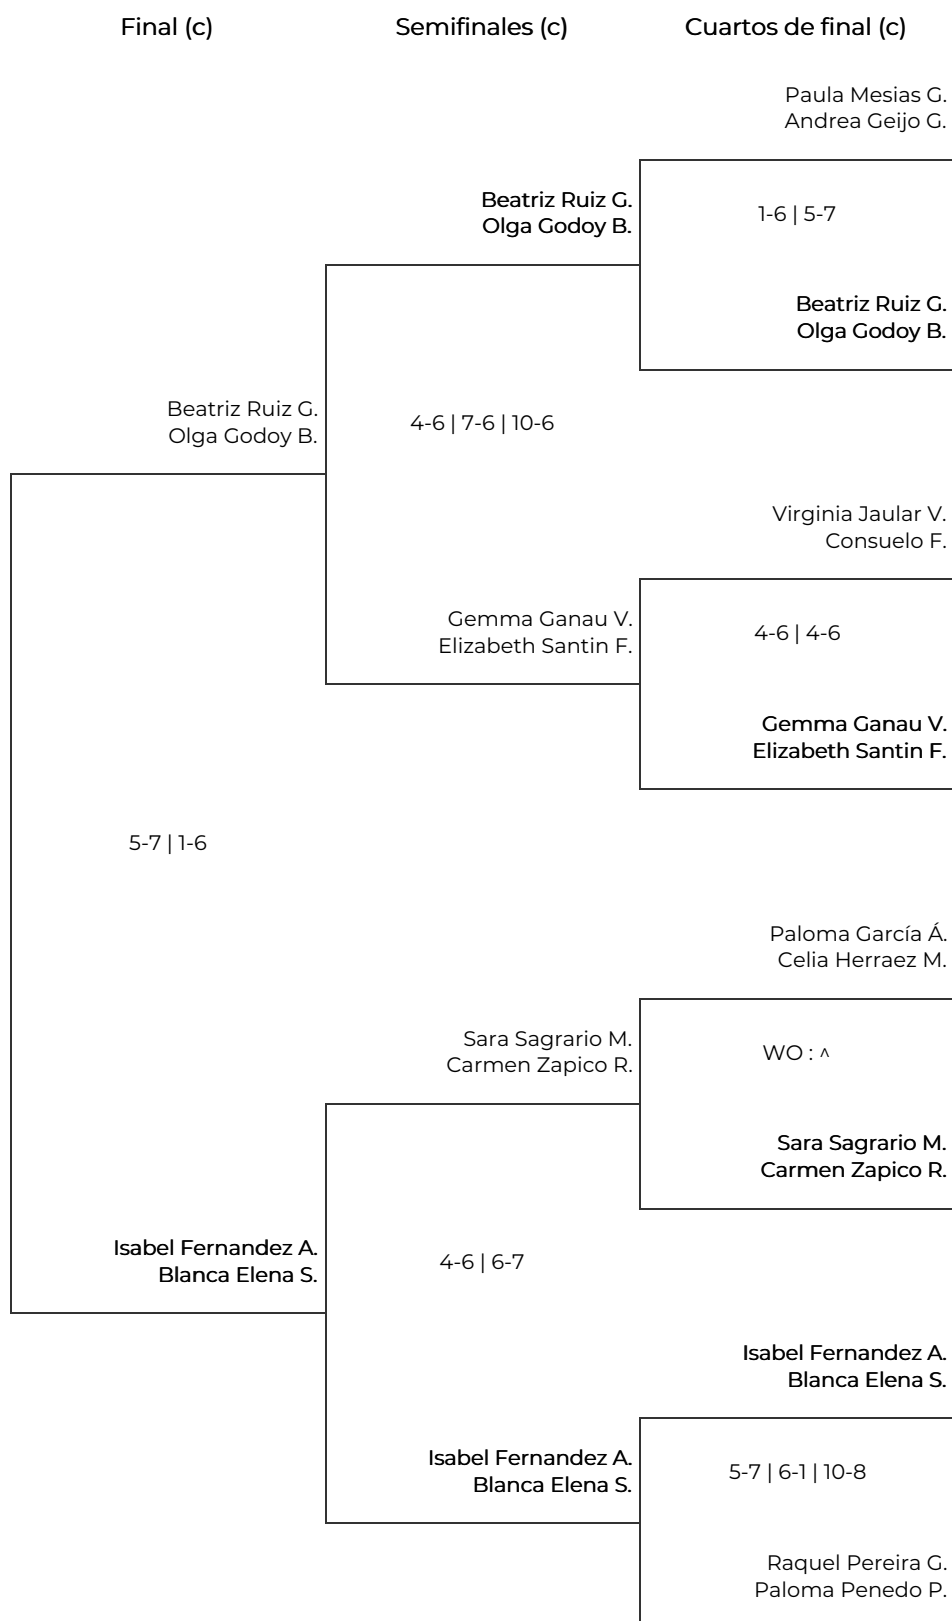 Final (c) Semifinales (c) Cuartos de final (c)
Paula Mesias G.
Andrea Geijo G.
Beatriz Ruiz G.
Olga Godoy B.
1-6 | 5-7
Beatriz Ruiz G.
Olga Godoy B.
Beatriz Ruiz G.
Olga Godoy B.
4-6 | 7-6 | 10-6
Virginia Jaular V.
Consuelo F.
Gemma Ganau V.
Elizabeth Santin F.
4-6 | 4-6
Gemma Ganau V.
Elizabeth Santin F.
5-7 | 1-6
Paloma García Á.
Celia Herraez M.
Sara Sagrario M.
Carmen Zapico R.
WO : ^
Sara Sagrario M.
Carmen Zapico R.
Isabel Fernandez A.
Blanca Elena S.
4-6 | 6-7
Isabel Fernandez A.
Blanca Elena S.
Isabel Fernandez A.
Blanca Elena S.
5-7 | 6-1 | 10-8
Raquel Pereira G.
Paloma Penedo P.